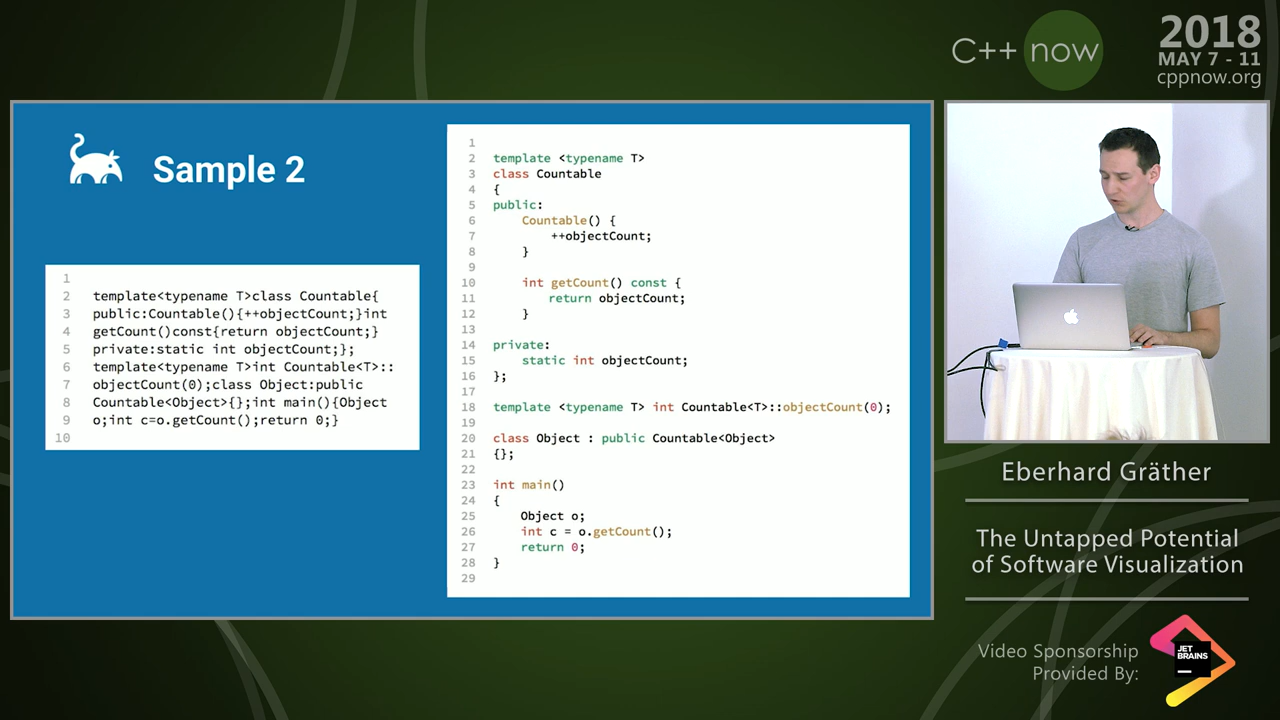 C++ now
2018
MAY 7 - 11
cppnow.org
Sample 2
1
2 template<typename T>class Countable{
3 public:Countable(){++objectCount;}int
4 getCount()const{return objectCount;}
5 private:static int objectCount;};
6 template<typename T>int Countable<T>::
7 objectCount(0);class Object:public
8 Countable<Object>{};int main(){Object
9 o;int c=o.getCount();return 0;}
10
1
2 template <typename T>
3 class Countable
4 {
5 public:
6 Countable() {
7 ++objectCount;
8 }
9
10 int getCount() const {
11 return objectCount;
12 }
13
14 private:
15 static int objectCount;
16 };
17
18 template <typename T> int Countable<T>::objectCount(0);
19
20 class Object : public Countable<Object>
21 {};
22
23 int main()
24 {
25 Object o;
26 int c = o.getCount();
27 return 0;
28 }
29
Eberhard Gräther
The Untapped Potential
of Software Visualization
Video Sponsorship
Provided By:
JET
BRAINS